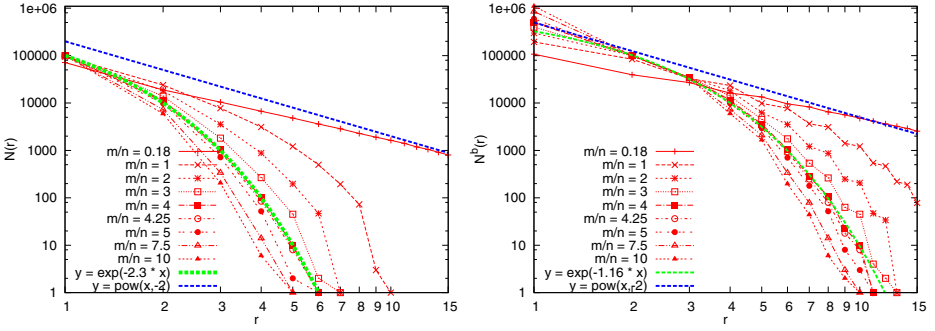 1e+06
100000
10000
1000
100
10
1
N(r)
m/n = 0.18
m/n = 1
m/n = 2
m/n = 3
m/n = 4
m/n = 4.25
m/n = 5
m/n = 7.5
m/n = 10
y = exp(-2.3 * x)
y = pow(x,-2)
1 2 3 4 5 6 7 8 9 10 15
r
1e+06
100000
10000
1000
100
10
1
N^b(r)
m/n = 0.18
m/n = 1
m/n = 2
m/n = 3
m/n = 4
m/n = 4.25
m/n = 5
m/n = 7.5
m/n = 10
y = exp(-1.16 * x)
y = pow(x,-2)
1 2 3 4 5 6 7 8 9 10 15
r